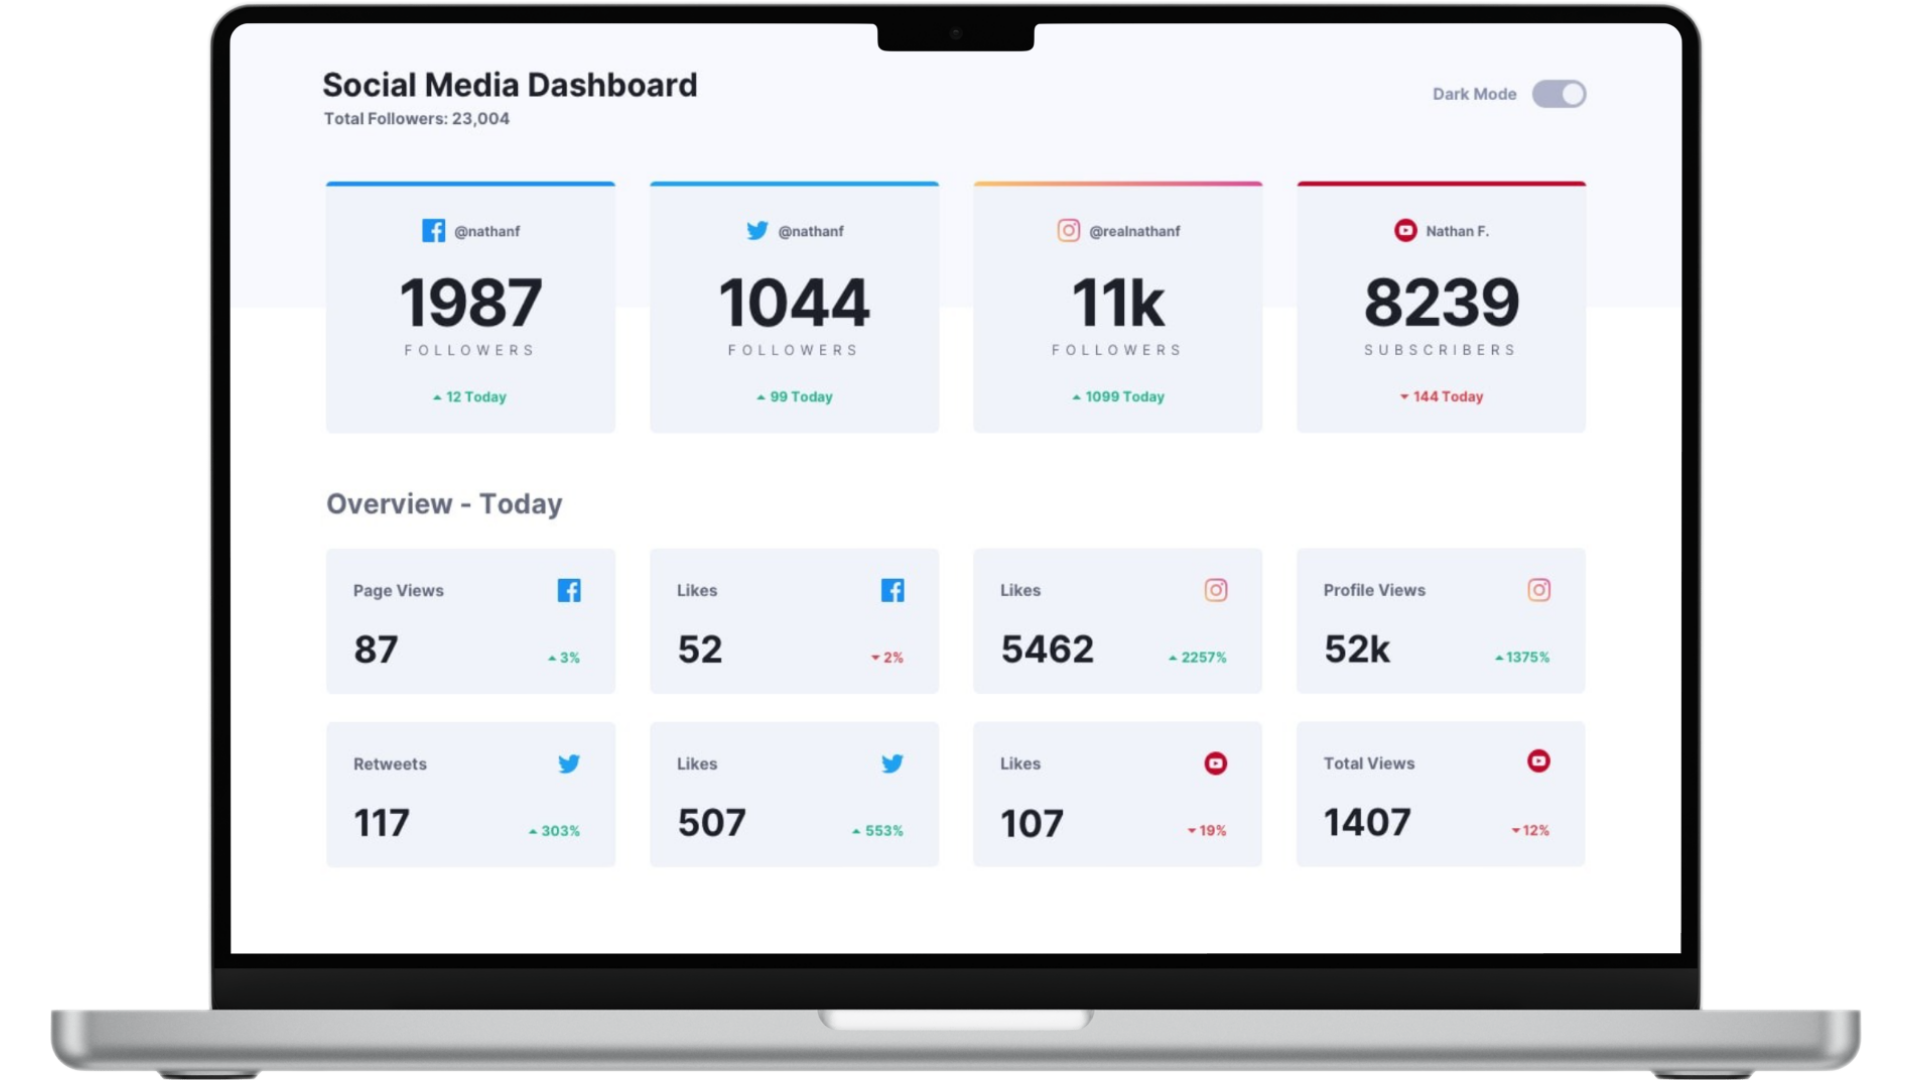 Social Media Dashboard
Total Followers: 23,004
Dark Mode
@nathanf
1987
FOLLOWERS
12 Today
@nathanf
1044
FOLLOWERS
99 Today
@realnathanf
11k
FOLLOWERS
1099 Today
Nathan F.
8239
SUBSCRIBERS
144 Today
Overview - Today
Page Views
87
3%
Likes
52
2%
Likes
5462
2257%
Profile Views
52k
1375%
Retweets
117
303%
Likes
507
553%
Likes
107
19%
Total Views
1407
12%